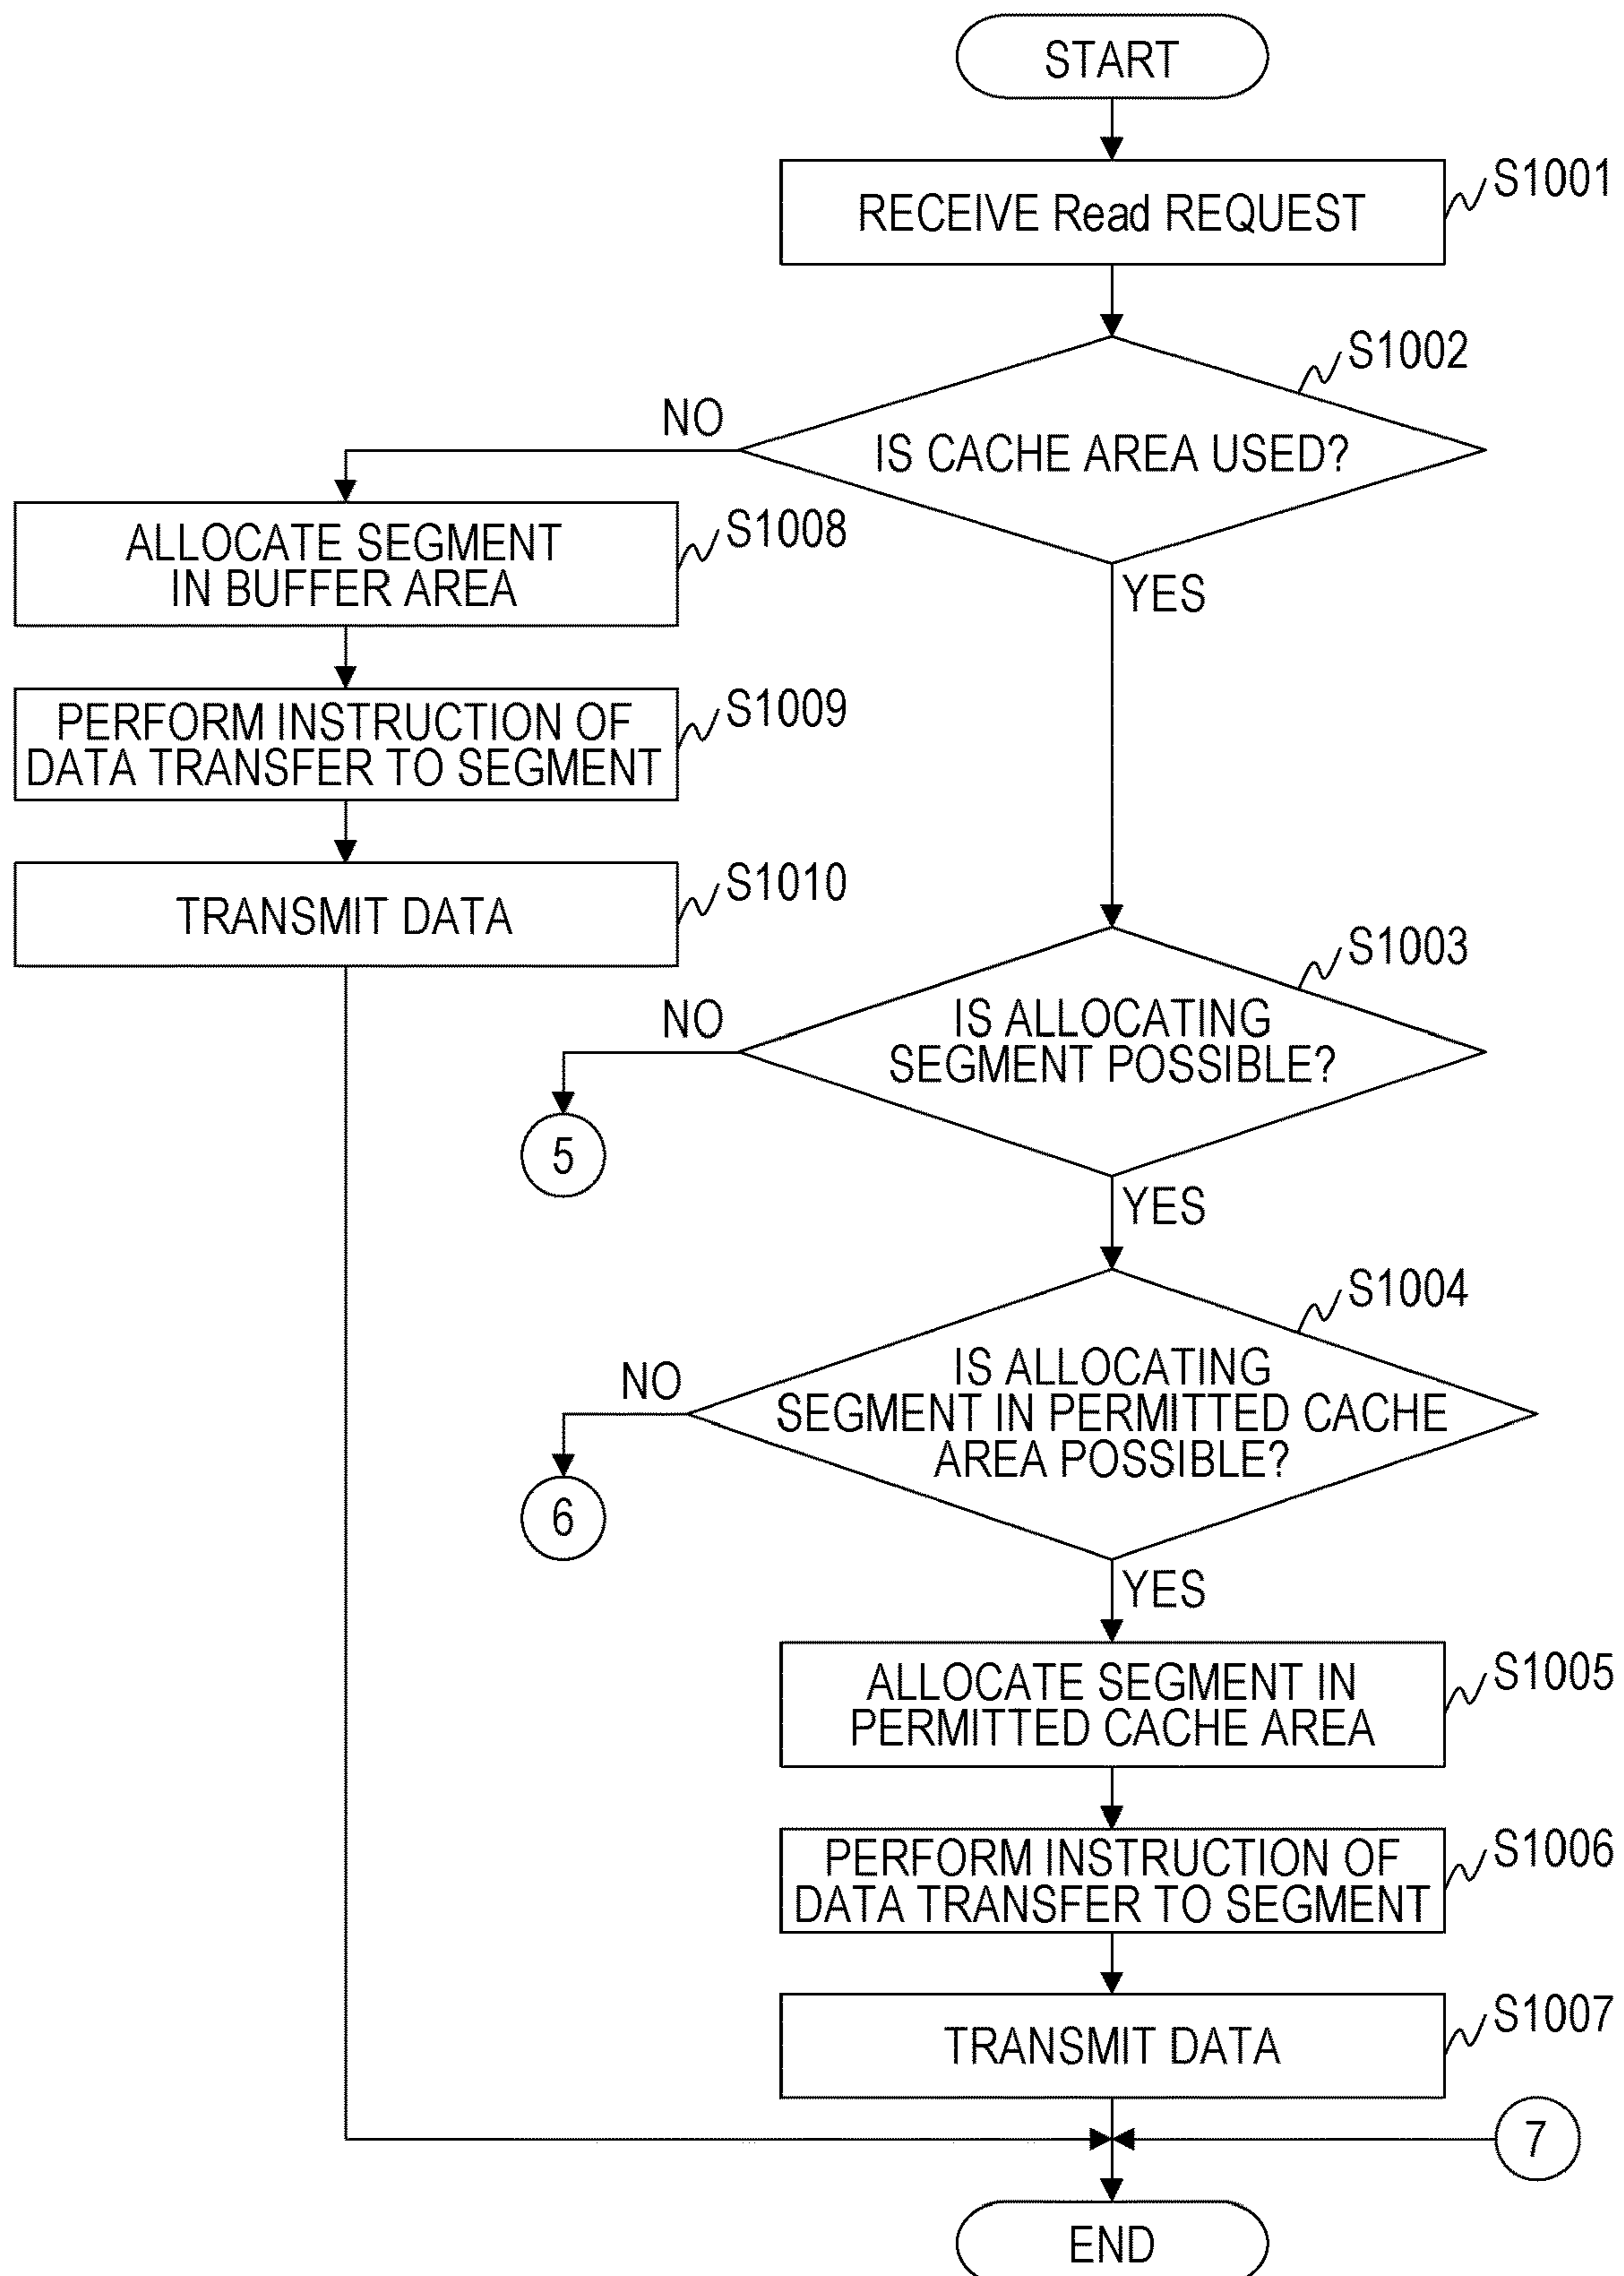 START
RECEIVE Read REQUEST
S1001
S1002
NO
IS CACHE AREA USED?
YES
ALLOCATE SEGMENT
IN BUFFER AREA
S1008
PERFORM INSTRUCTION OF
DATA TRANSFER TO SEGMENT
S1009
TRANSMIT DATA
S1010
S1003
NO
IS ALLOCATING
SEGMENT POSSIBLE?
5
YES
S1004
NO
IS ALLOCATING
SEGMENT IN PERMITTED CACHE
AREA POSSIBLE?
6
YES
ALLOCATE SEGMENT IN
PERMITTED CACHE AREA
S1005
PERFORM INSTRUCTION OF
DATA TRANSFER TO SEGMENT
S1006
TRANSMIT DATA
S1007
7
END